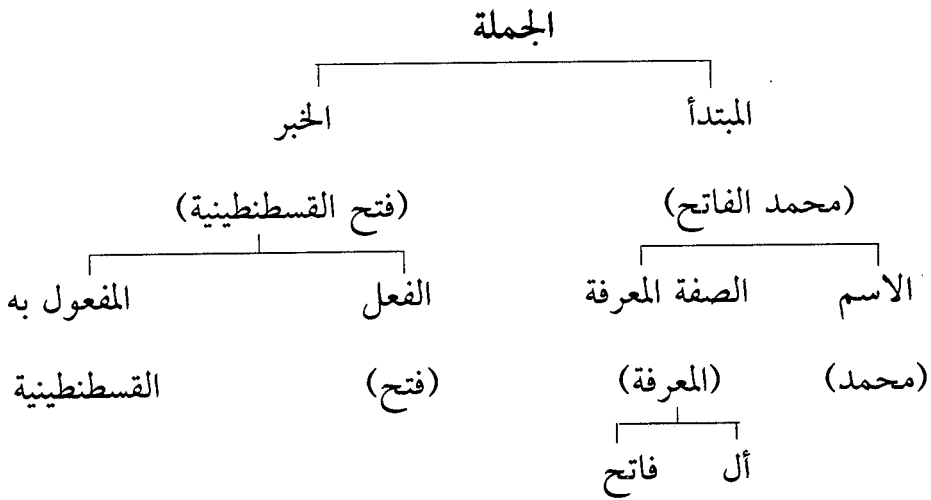 الجملة
المبتدأ الخبر
(محمد الفاتح) (فتح القسطنطينية)
الاسم الصفة المعرفة الفعل المفعول به
(محمد) (المعرفة) (فتح) القسطنطينية
أل فاتح